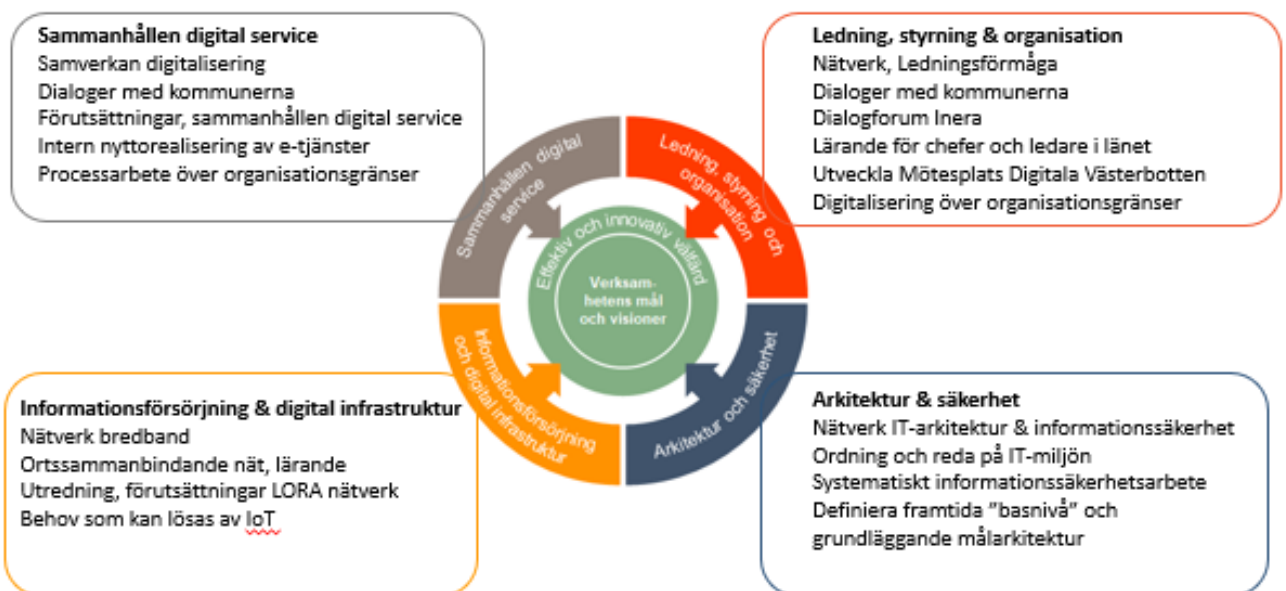 Sammanhållen digital service
Samverkan digitalisering
Dialoger med kommunerna
Förutsättningar, sammanhållen digital service
Intern nyttorealisering av e-tjänster
Processarbete över organisationsgränser
Ledning, styrning & organisation
Nätverk, Ledningsförmåga
Dialoger med kommunerna
Dialogforum Inera
Lärande för chefer och ledare i länet
Utveckla Mötesplats Digitala Västerbotten
Digitalisering över organisationsgränser
Sammanhållen digital
service
Ledning, styrning och
organisation
Effektiv och innovativ välfärd
Verksam-
hetens mål
och visioner
Informationsförsörjning
och digital infrastruktur
Arkitektur och säkerhet
Informationsförsörjning & digital infrastruktur
Nätverk bredband
Ortssammanbindande nät, lärande
Utredning, förutsättningar LORA nätverk
Behov som kan lösas av IoT
Arkitektur & säkerhet
Nätverk IT-arkitektur & informationssäkerhet
Ordning och reda på IT-miljön
Systematiskt informationssäkerhetsarbete
Definiera framtida ”basnivå” och
grundläggande målarkitektur